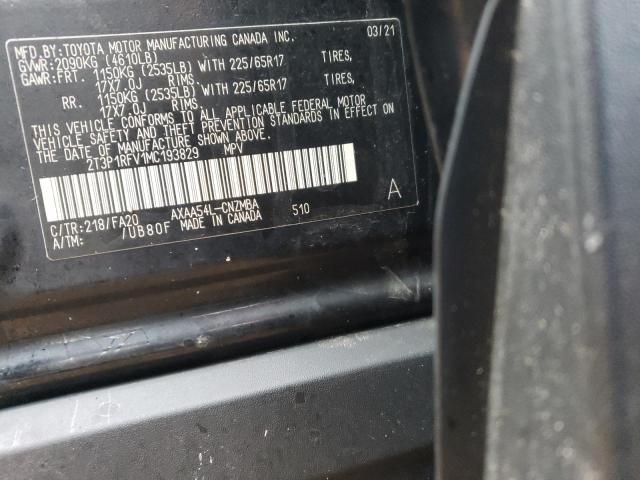 MFD.BY:TOYOTA MOTOR MANUFACTURING CANADA INC. 03/21
GVWR:2090KG (4610LB)
GAWR:FRT. 1150KG (2535LB) WITH 225/65R17 TIRES,
17X7.0J RIMS,
RR. 1150KG (2535LB) WITH 225/65R17 TIRES,
17X7.0J RIMS.
THIS VEHICLE CONFORMS TO ALL APPLICABLE FEDERAL MOTOR
VEHICLE SAFETY AND THEFT PREVENTION STANDARDS IN EFFECT ON
THE DATE OF MANUFACTURE SHOWN ABOVE.
2T3P1RFV1MC193829 MPV
A
C/TR:218/FA20 AXAA54L-CNZMBA 510
A/TM: /UB80F MADE IN CANADA